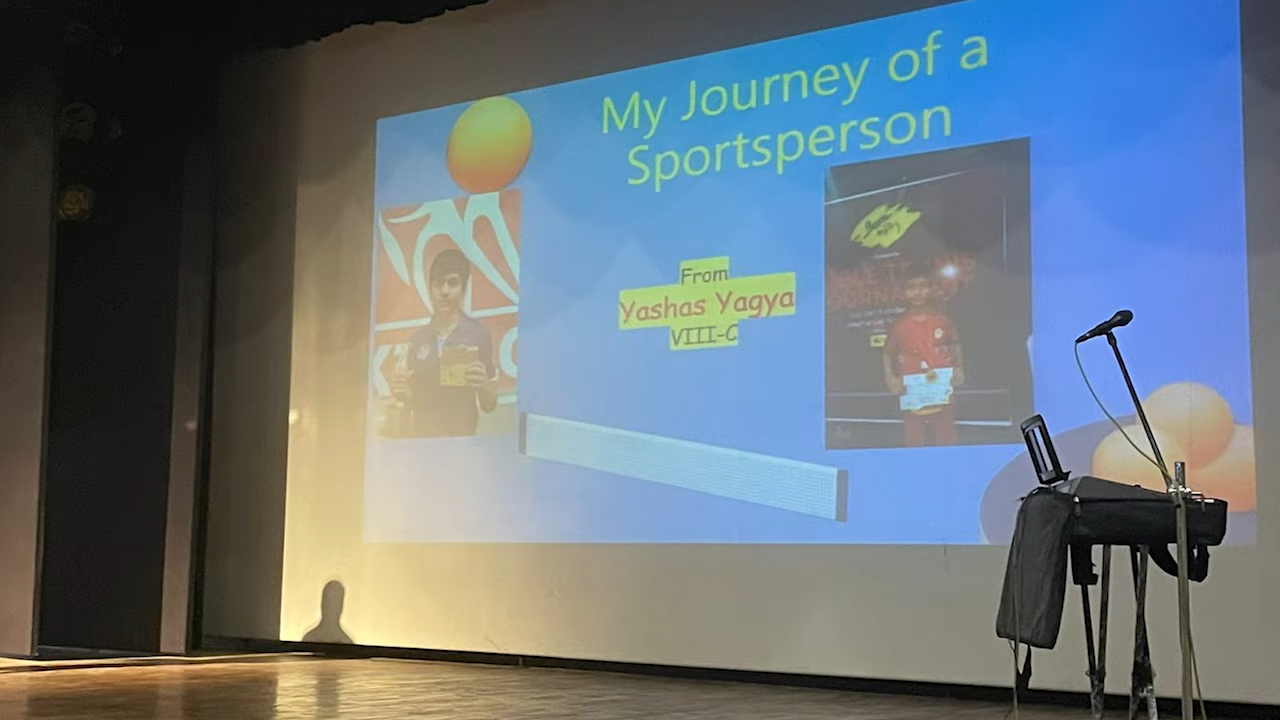 My Journey of a
Sportsperson
From
Yashas Yagya
VIII-C